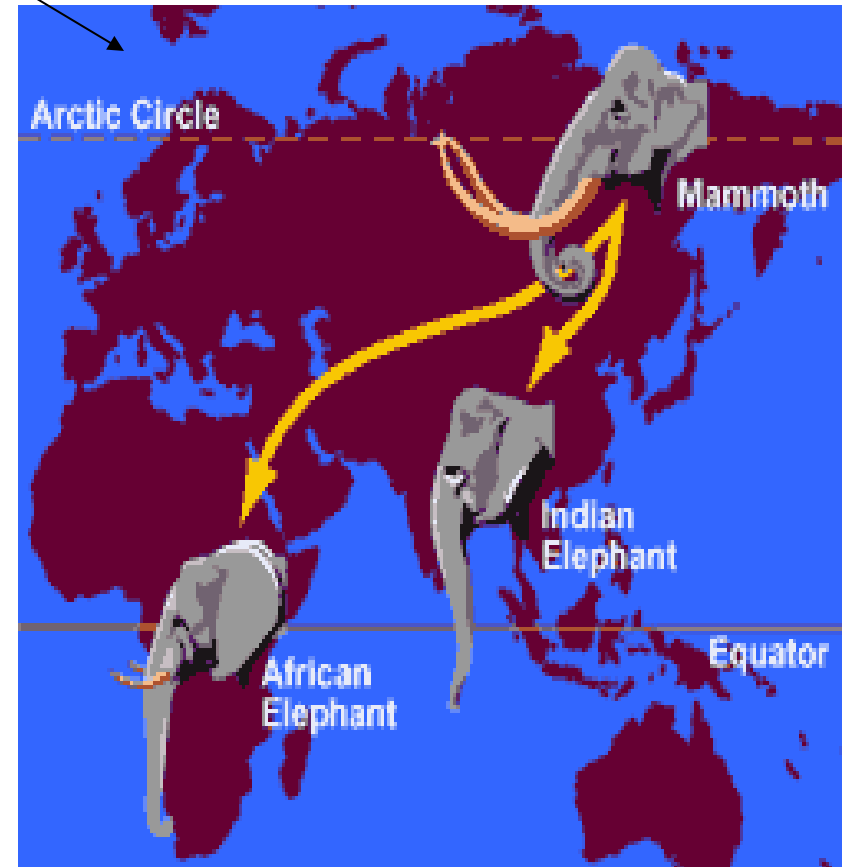 Arctic Circle
Mammoth
Indian
Elephant
Equator
African
Elephant